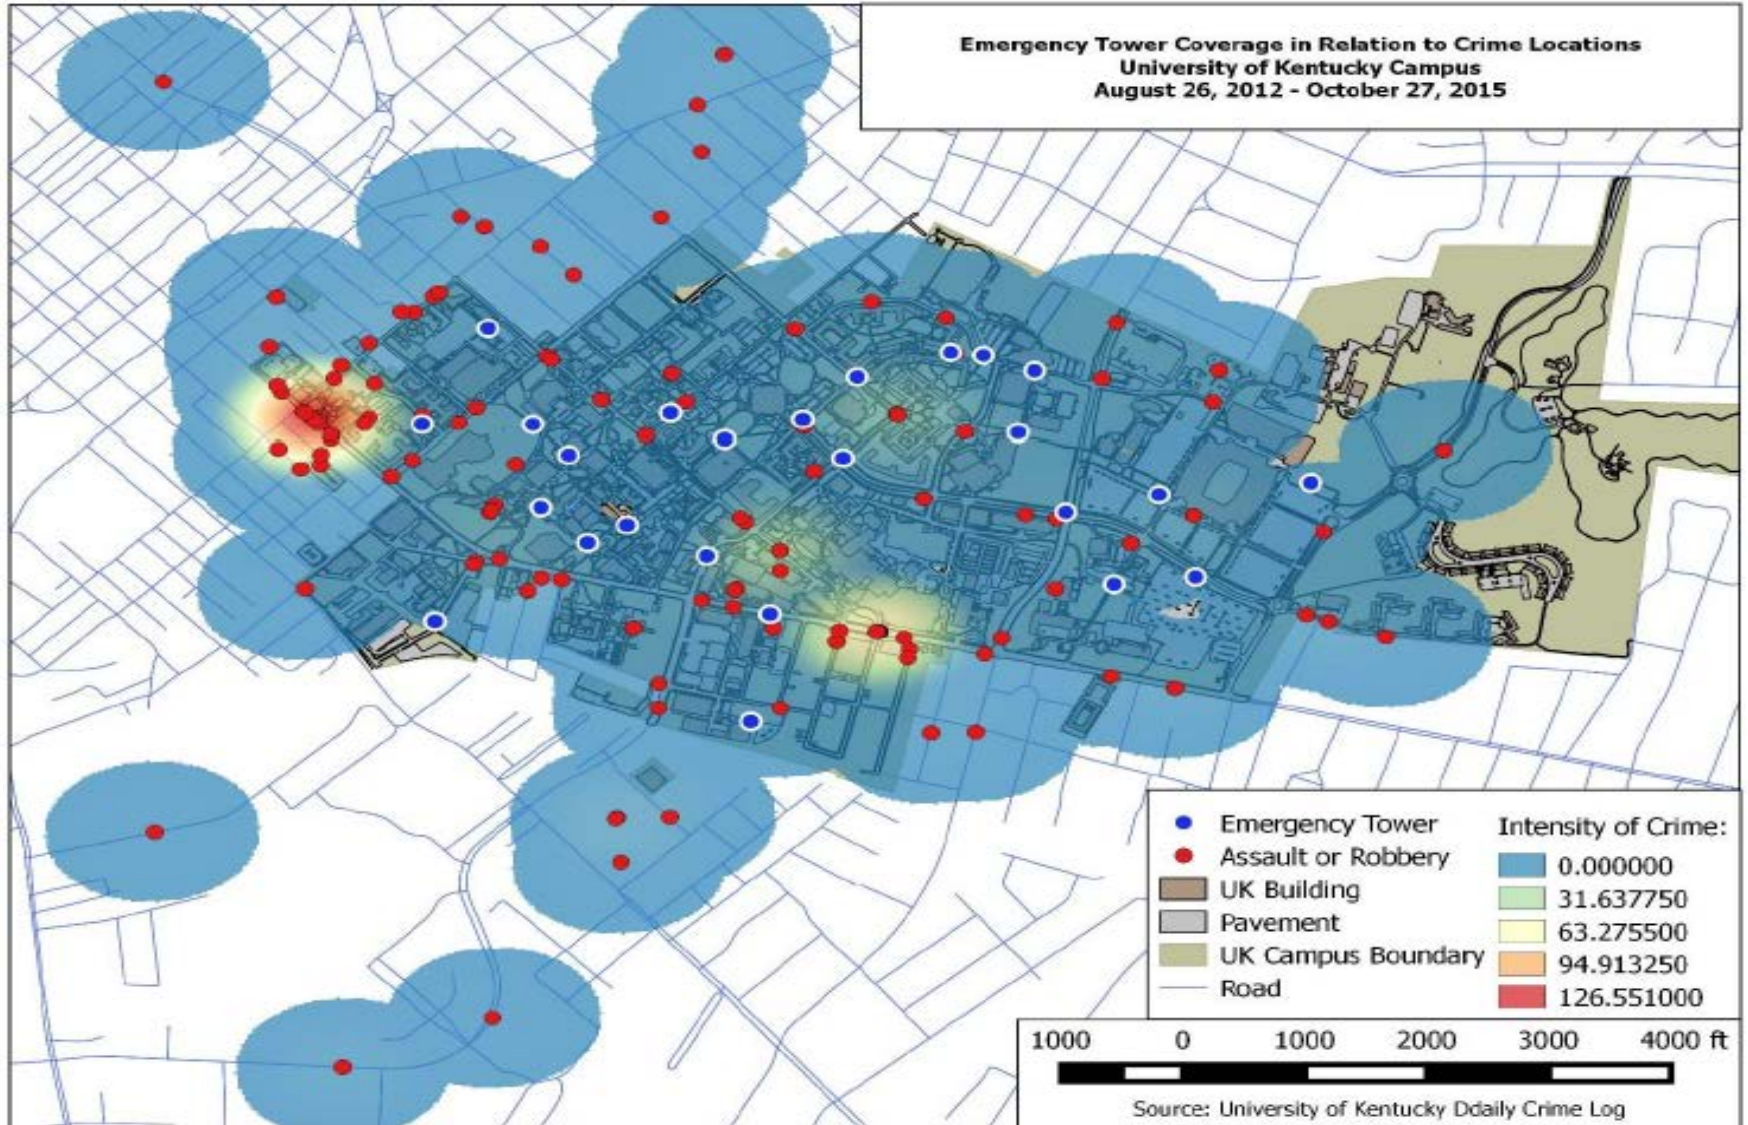 Emergency Tower Coverage in Relation to Crime Locations
University of Kentucky Campus
August 26, 2012 - October 27, 2015
Emergency Tower
Assault or Robbery
UK Building
Pavement
UK Campus Boundary
Road
Intensity of Crime:
0.000000
31.637750
63.275500
94.913250
126.551000
1000 0 1000 2000 3000 4000 ft
Source: University of Kentucky Ddaily Crime Log